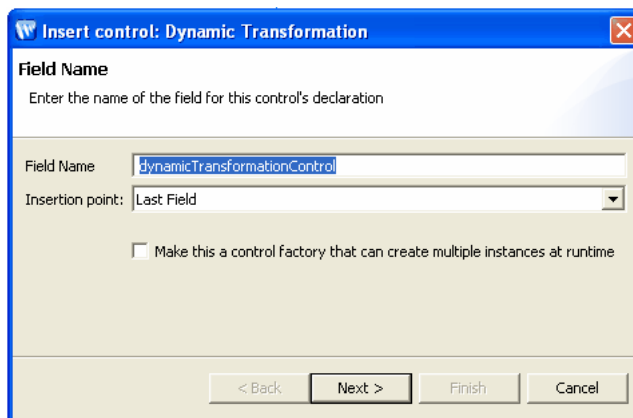 Insert control: Dynamic Transformation
Field Name
Enter the name of the field for this control's declaration
Field Name dynamicTransformationControl
Insertion point: Last Field
Make this a control factory that can create multiple instances at runtime
< Back Next > Finish Cancel